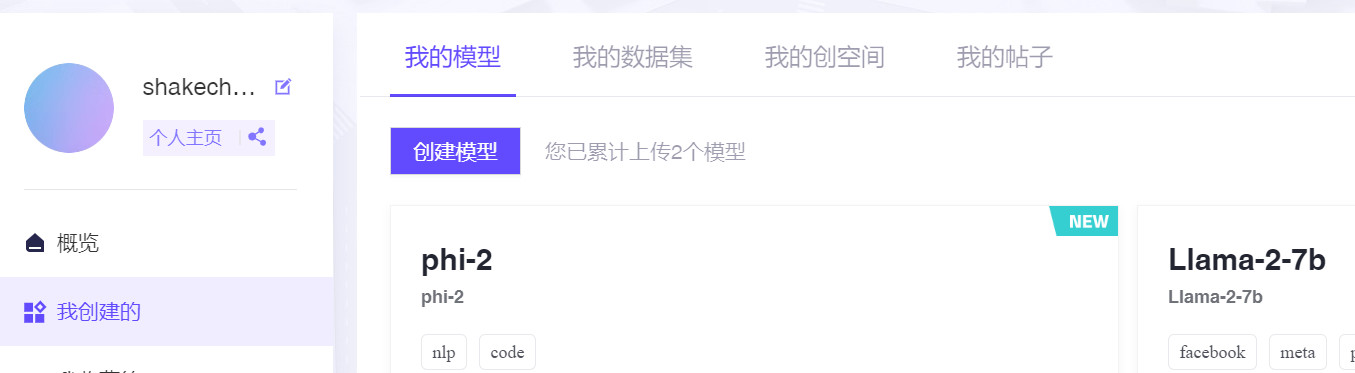 shakech...
个人主页
概览
我创建的
我的模型 我的数据集 我的创空间 我的帖子
创建模型 您已累计上传2个模型
NEW
phi-2
phi-2
nlp code
Llama-2-7b
Llama-2-7b
facebook meta